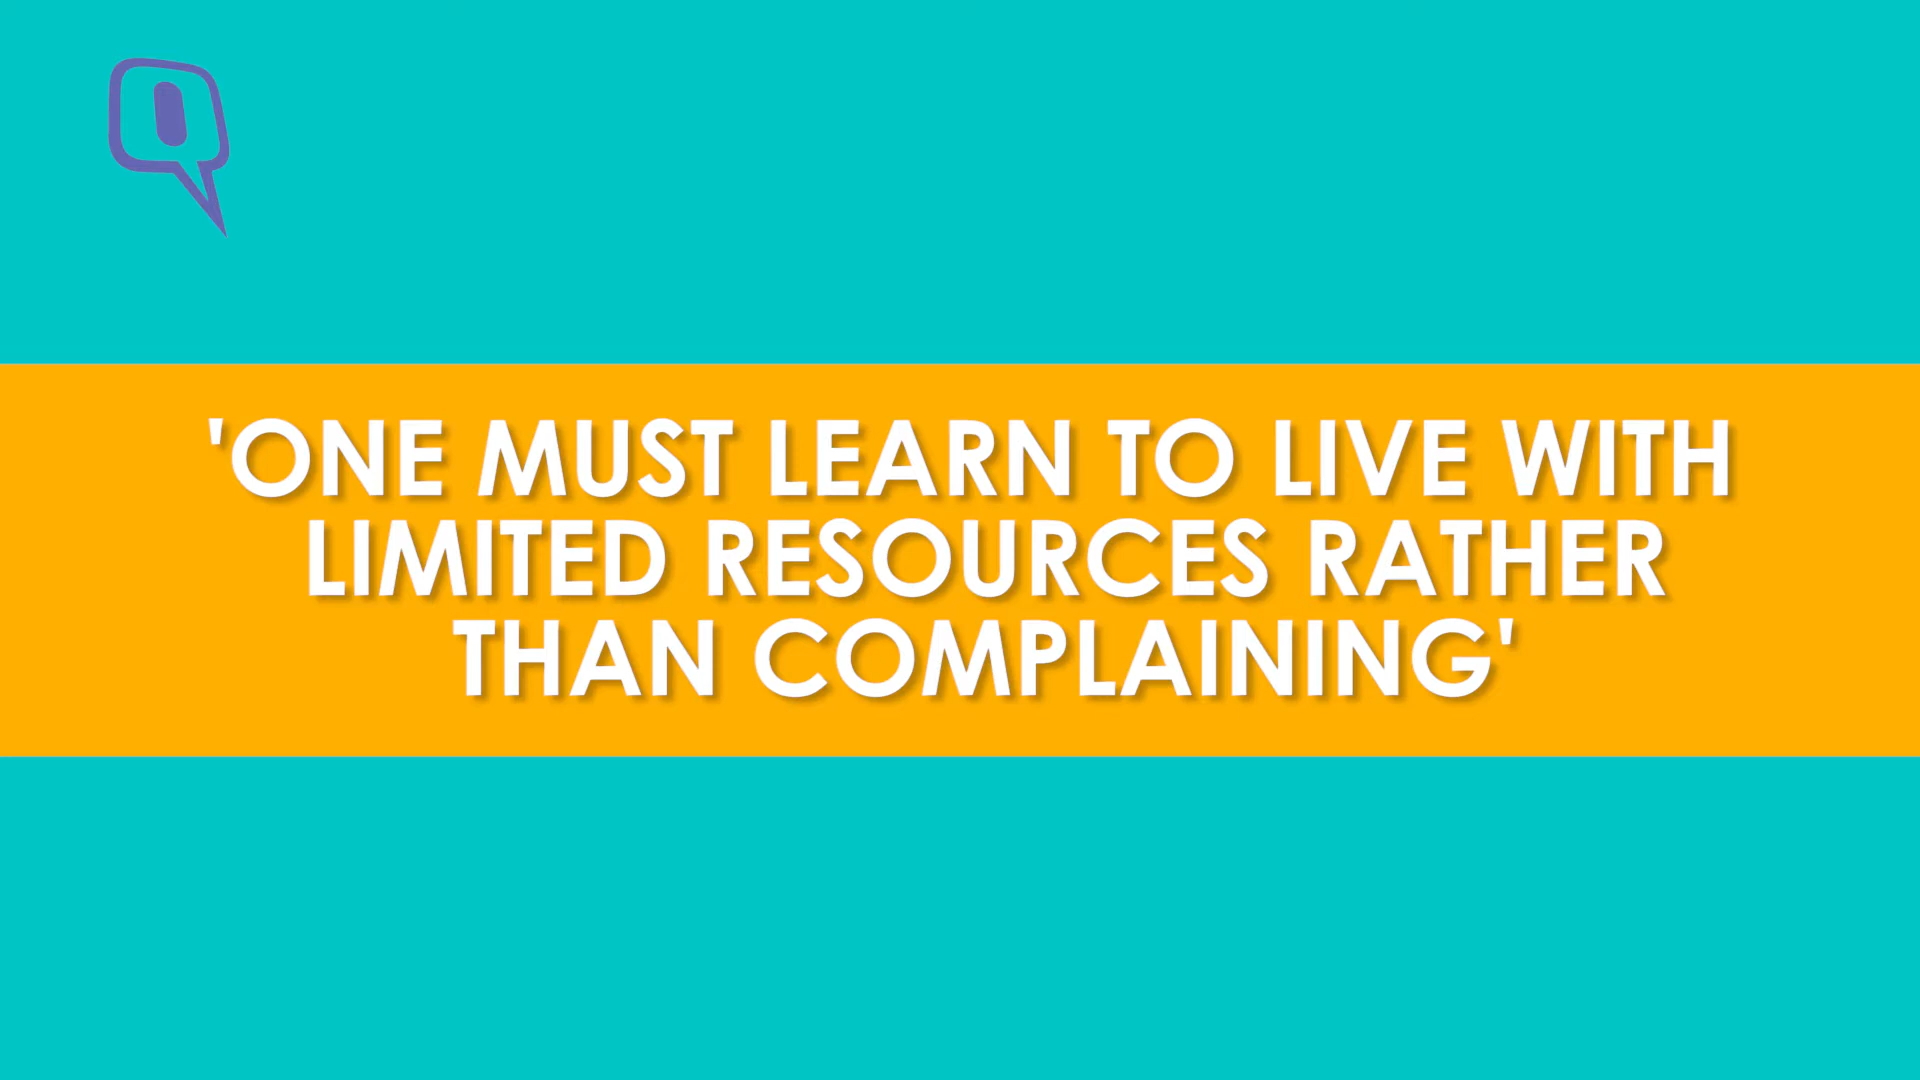 'ONE MUST LEARN TO LIVE WITH
LIMITED RESOURCES RATHER
THAN COMPLAINING'